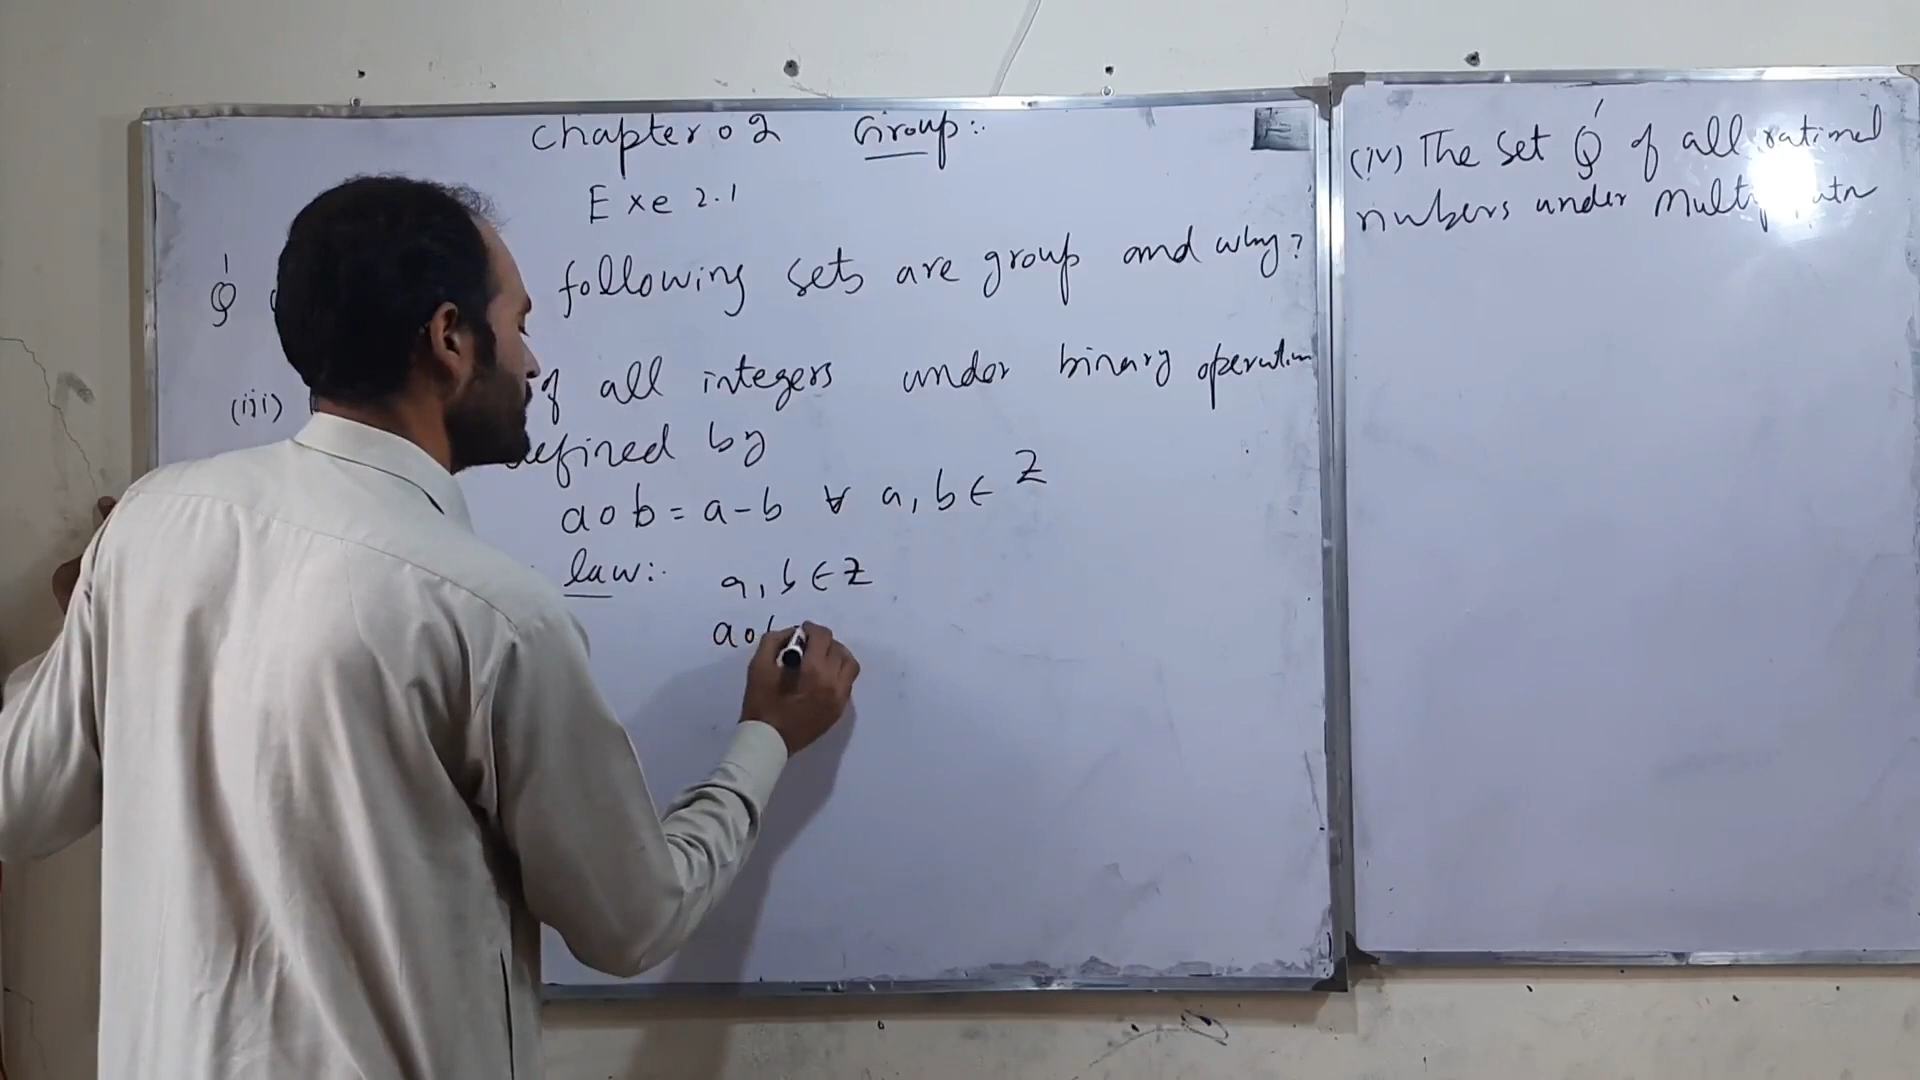 Chapter 02 Group:.
Exe 2.1
Q' following sets are group and why?
(iii) of all integers under binary operation
defined by
a o b = a - b ∀ a, b ∈ Z
law:. a, b ∈ Z
a o b
(iv) The set Q' of all rational
numbers under